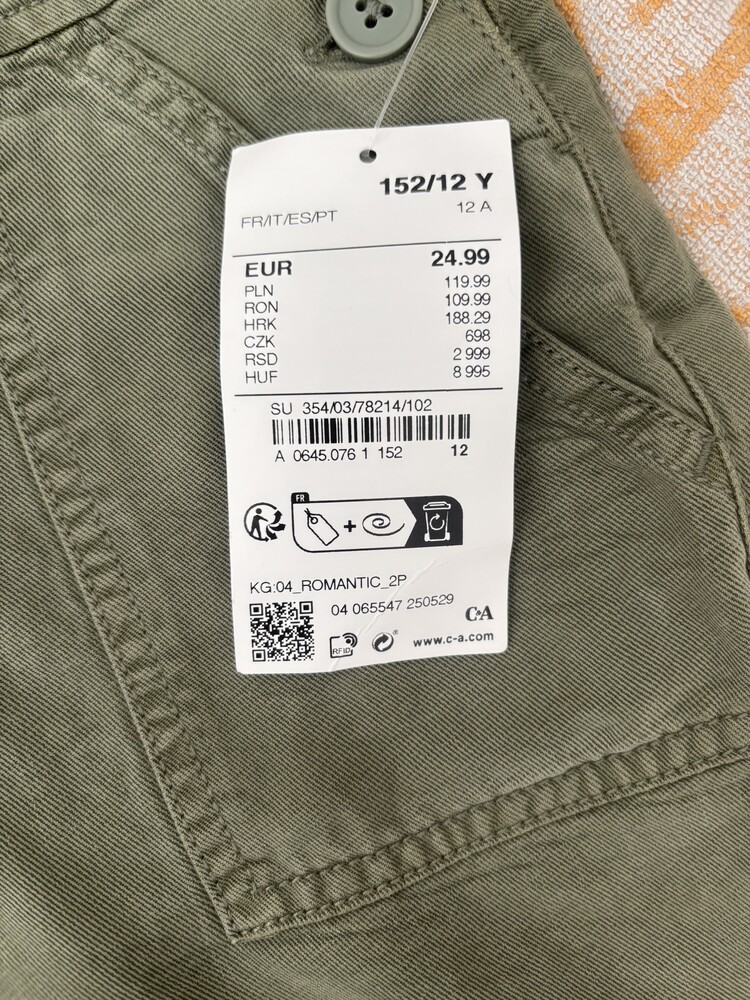 152/12 Y
FR/IT/ES/PT 12 A
EUR 24.99
PLN 119.99
RON 109.99
HRK 188.29
CZK 698
RSD 2 999
HUF 8 995
SU 354/03/78214/102
A 0645.076 1 152 12
FR
+
KG:04_ROMANTIC_2P
04 065547 250529
C&A
RFID
® www.c-a.com